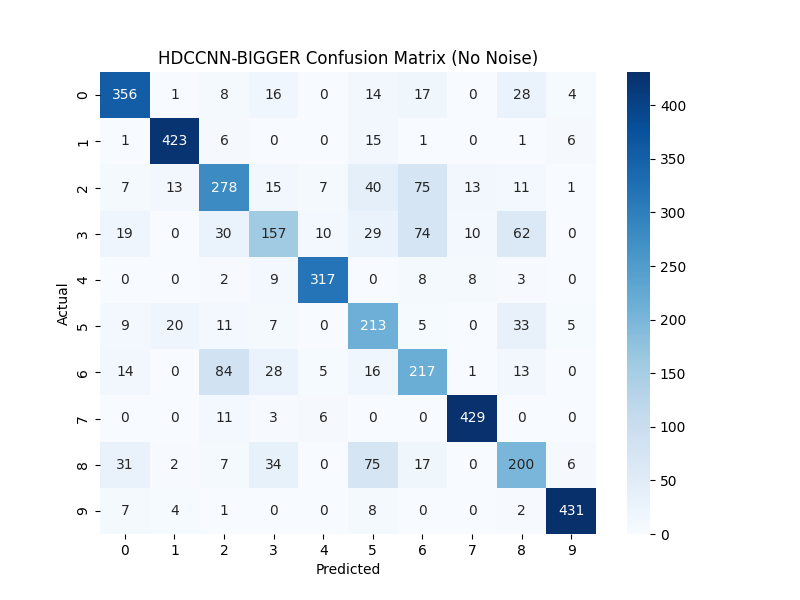 HDCCNN-BIGGER Confusion Matrix (No Noise)
0 356 1 8 16 0 14 17 0 28 4
1 1 423 6 0 0 15 1 0 1 6
2 7 13 278 15 7 40 75 13 11 1
3 19 0 30 157 10 29 74 10 62 0
4 0 0 2 9 317 0 8 8 3 0
5 9 20 11 7 0 213 5 0 33 5
6 14 0 84 28 5 16 217 1 13 0
7 0 0 11 3 6 0 0 429 0 0
8 31 2 7 34 0 75 17 0 200 6
9 7 4 1 0 0 8 0 0 2 431
0 1 2 3 4 5 6 7 8 9
Predicted
Actual
400
350
300
250
200
150
100
50
0